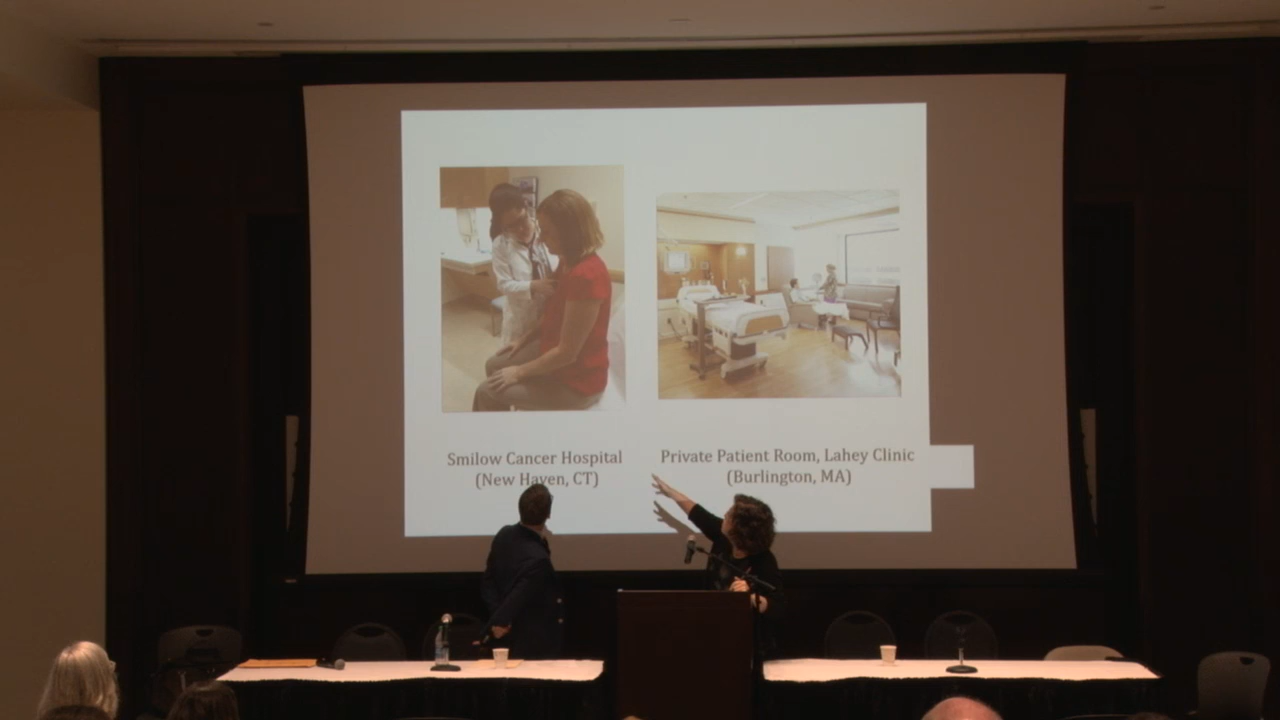 Smilow Cancer Hospital
(New Haven, CT)
Private Patient Room, Lahey Clinic
(Burlington, MA)